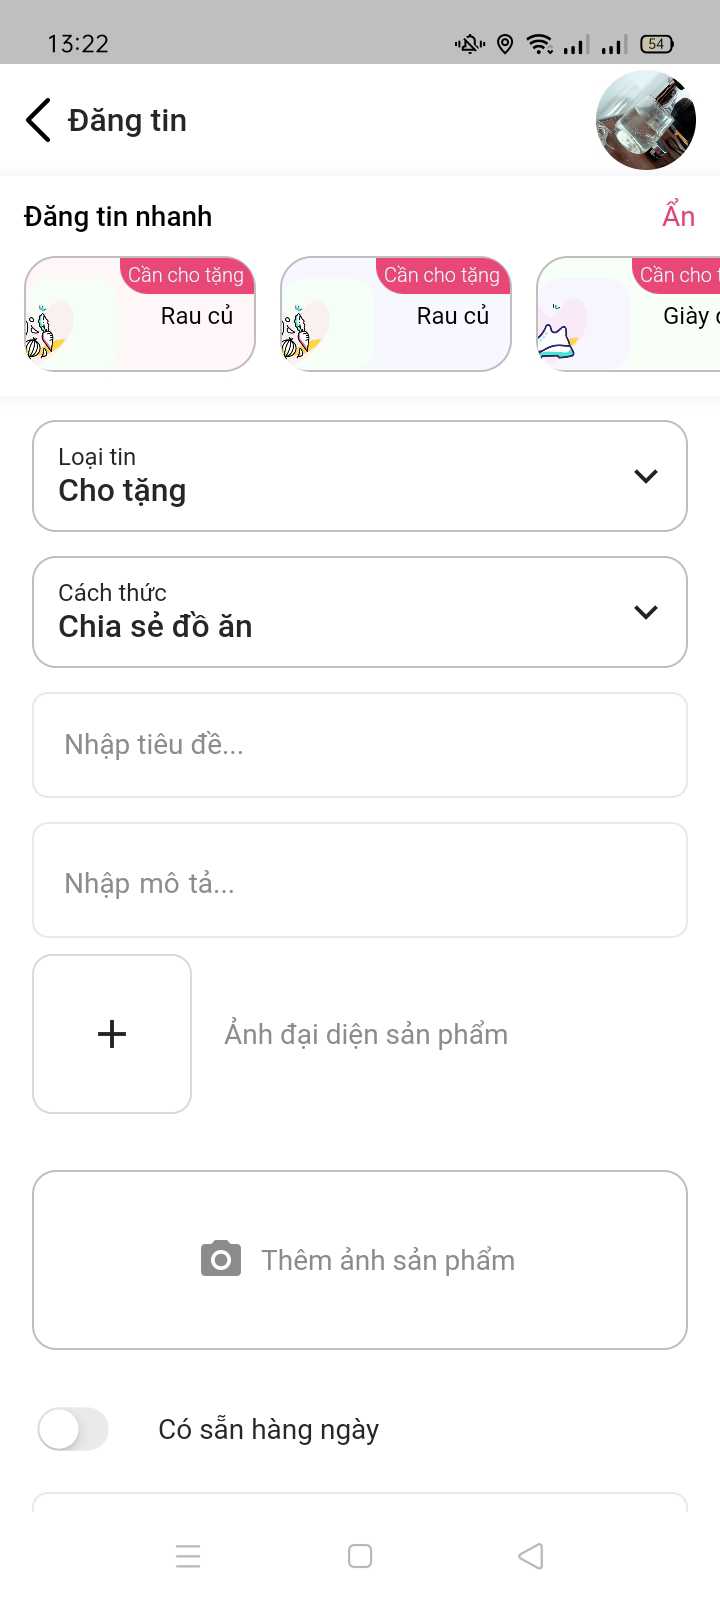 13:22
54
Đăng tin
Đăng tin nhanh
Ẩn
Cần cho tặng
Rau củ
Cần cho tặng
Rau củ
Cần cho
Giày
Loại tin
Cho tặng
Cách thức
Chia sẻ đồ ăn
Nhập tiêu đề...
Nhập mô tả...
Ảnh đại diện sản phẩm
Thêm ảnh sản phẩm
Có sẵn hàng ngày